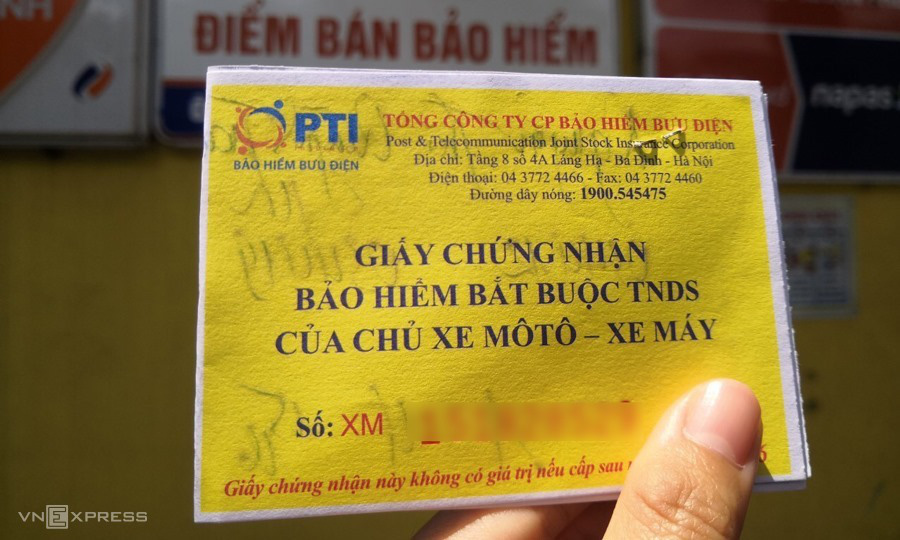 NH
ĐIỂM BÁN BẢO HIỂM
napas
PTI
BẢO HIỂM BƯU ĐIỆN
TỔNG CÔNG TY CP BẢO HIỂM BƯU ĐIỆN
Post & Telecommunication Joint Stock Insurance Corporation
Địa chỉ: Tầng 8 số 4A Láng Hạ - Ba Đình - Hà Nội
Điện thoại: 04 3772 4466 - Fax: 04 3772 4460
Đường dây nóng: 1900.545475
GIẤY CHỨNG NHẬN
BẢO HIỂM BẮT BUỘC TNDS
CỦA CHỦ XE MÔTÔ – XE MÁY
Số: XM
Giấy chứng nhận này không có giá trị nếu cấp sau
VNEXPRESS